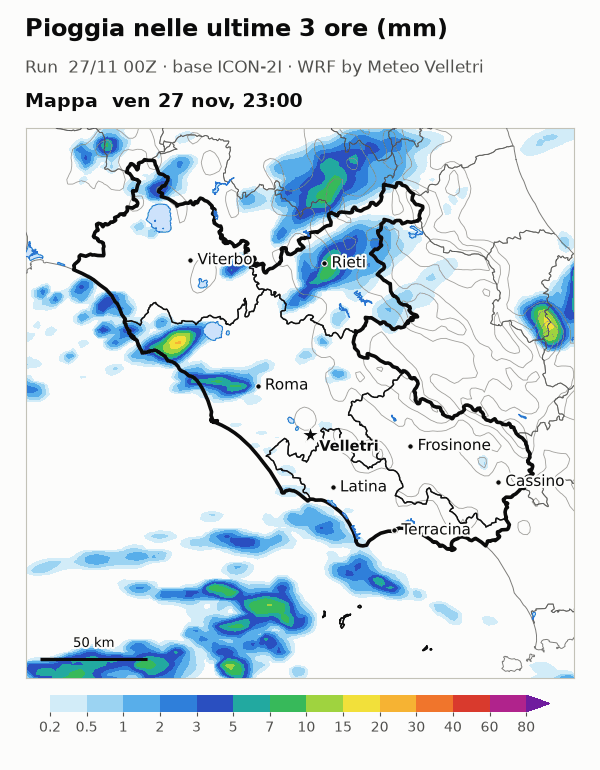 Pioggia nelle ultime 3 ore (mm)
Run  27/11 00Z · base ICON-2I · WRF by Meteo Velletri
Mappa  ven 27 nov, 23:00
Viterbo
Rieti
Roma
Velletri
Frosinone
Cassino
Latina
Terracina
50 km
0.2 0.5 1 2 3 5 7 10 15 20 30 40 60 80